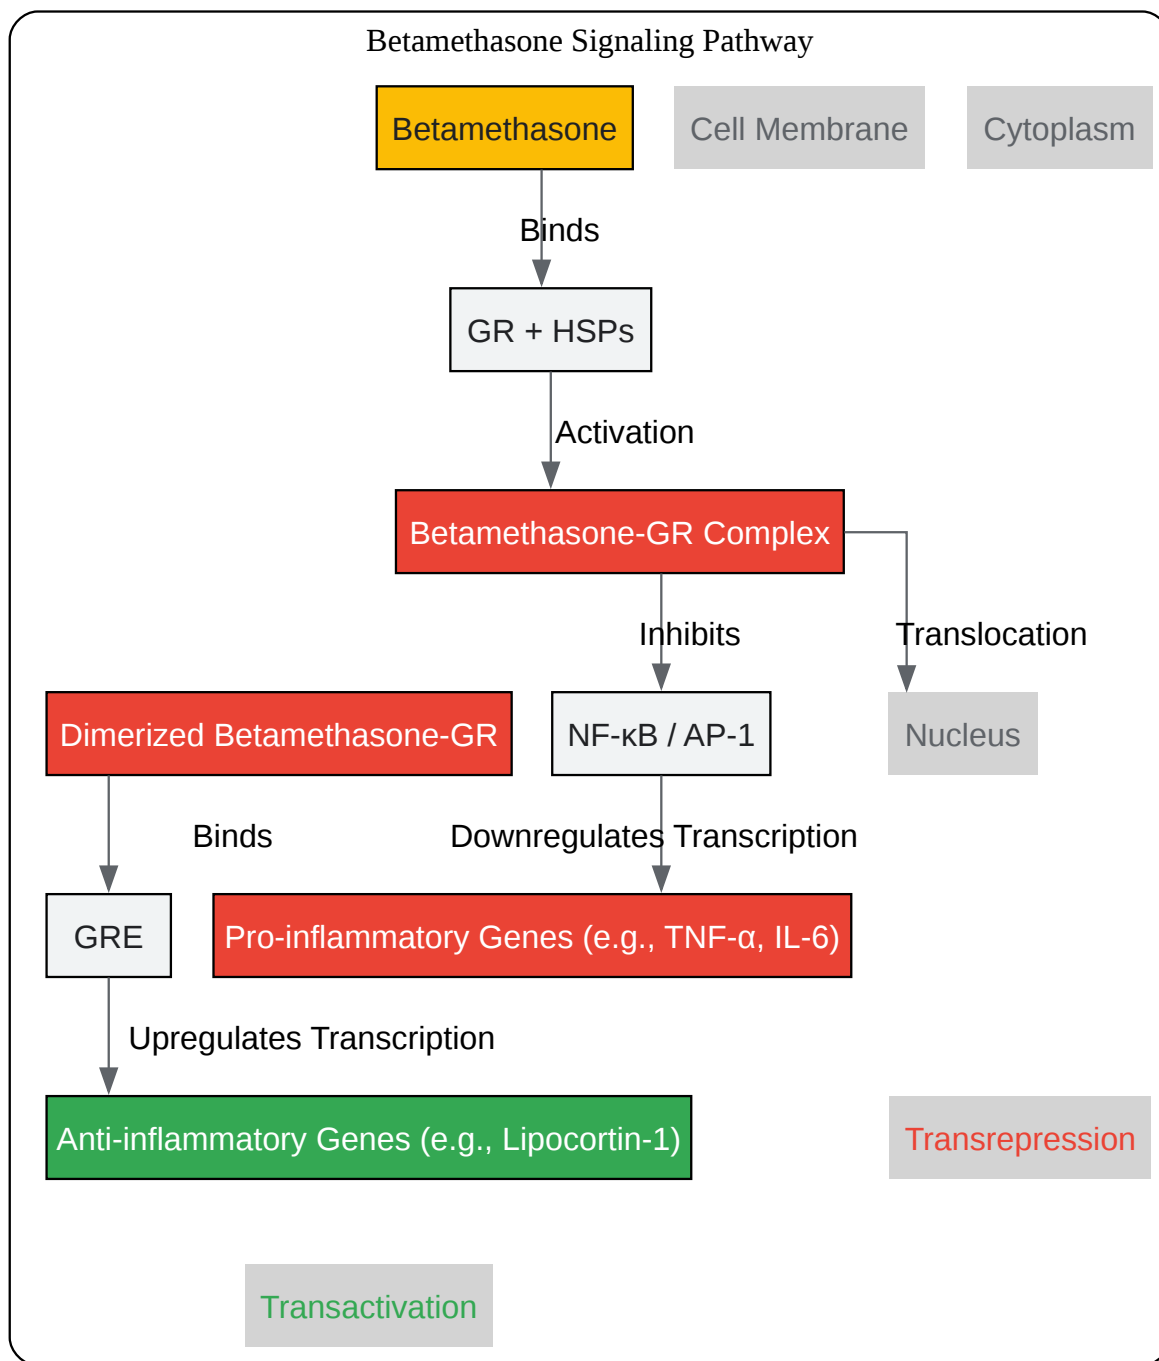 Betamethasone Signaling Pathway
Betamethasone
Cell Membrane
Cytoplasm
Binds
GR + HSPs
Activation
Betamethasone-GR Complex
Inhibits
Translocation
Dimerized Betamethasone-GR
NF-κB / AP-1
Nucleus
Binds
Downregulates Transcription
GRE
Pro-inflammatory Genes (e.g., TNF-α, IL-6)
Upregulates Transcription
Anti-inflammatory Genes (e.g., Lipocortin-1)
Transrepression
Transactivation